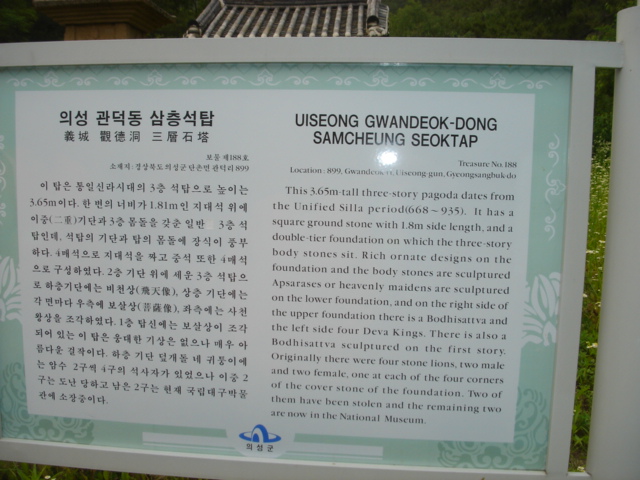 의성 관덕동 삼층석탑
義城 觀德洞 三層石塔
보물 제188호
소재지: 경상북도 의성군 단촌면 관덕리 899
이 탑은 통일신라시대의 3층 석탑으로 높이는
3.65m이다. 한 변의 너비가 1.81m인 지대석 위에
이중(二重)기단과 3층 몸돌을 갖춘 일반 3층 석
탑인데, 석탑의 기단과 탑의 몸돌에 장식이 풍부
하다. 4매석으로 지대석을 짜고 중석 또한 4매석
으로 구성하였다. 2층 기단 위에 세운 3층 석탑으
로 하층기단에는 비천상(飛天像), 상층 기단에는
각 면마다 우측에 보살상(菩薩像), 좌측에는 사천
왕상을 조각하였다. 1층 탑신에는 보살상이 조각
되어 있는 이 탑은 웅대한 기상은 없으나 매우 아
름다운 걸작이다. 하층 기단 덮개돌 네 귀퉁이에
는 암수 2구씩 4구의 석사자가 있었으나 이중 2
구는 도난 당하고 남은 2구는 현재 국립대구박물
관에 소장중이다.
UISEONG GWANDEOK-DONG
SAMCHEUNG SEOKTAP
Treasure No. 188
Location : 899, Gwandeok-ri, Uiseong-gun, Gyeongsangbuk-do
This 3.65m-tall three-story pagoda dates from
the Unified Silla period(668 ~ 935). It has a
square ground stone with 1.8m side length, and a
double-tier foundation on which the three-story
body stones sit. Rich ornate designs on the
foundation and the body stones are sculptured
Apsarases or heavenly maidens are sculptured
on the lower foundation, and on the right side of
the upper foundation there is a Bodhisattva and
the left side four Deva Kings. There is also a
Bodhisattva sculptured on the first story.
Originally there were four stone lions, two male
and two female, one at each of the four corners
of the cover stone of the foundation. Two of
them have been stolen and the remaining two
are now in the National Museum.
의성군